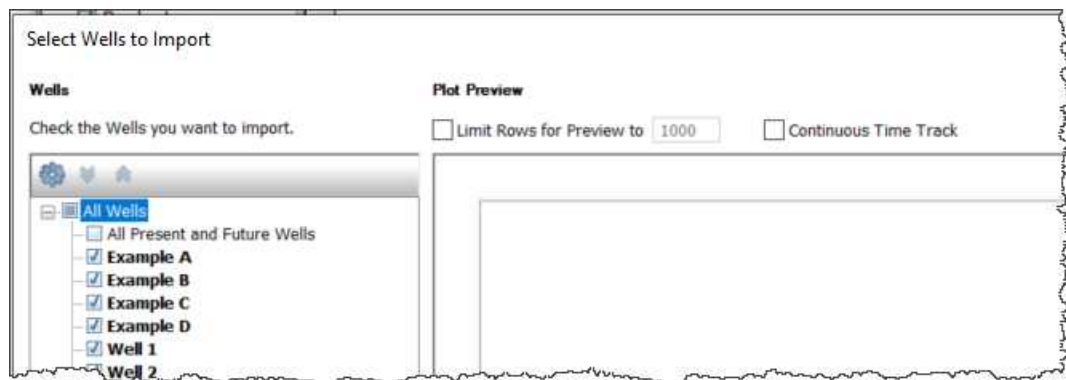 Select Wells to Import
Wells
Plot Preview
Check the Wells you want to import.
Limit Rows for Preview to 1000
Continuous Time Track
All Wells
All Present and Future Wells
Example A
Example B
Example C
Example D
Well 1
Well 2